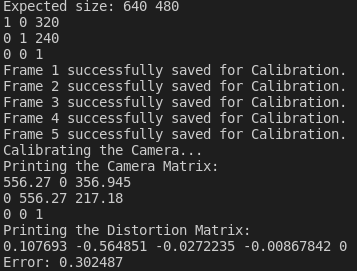 Expected size: 640 480
1 0 320
0 1 240
0 0 1
Frame 1 successfully saved for Calibration.
Frame 2 successfully saved for Calibration.
Frame 3 successfully saved for Calibration.
Frame 4 successfully saved for Calibration.
Frame 5 successfully saved for Calibration.
Calibrating the Camera...
Printing the Camera Matrix:
556.27 0 356.945
0 556.27 217.18
0 0 1
Printing the Distortion Matrix:
0.107693 -0.564851 -0.0272235 -0.00867842 0
Error: 0.302487